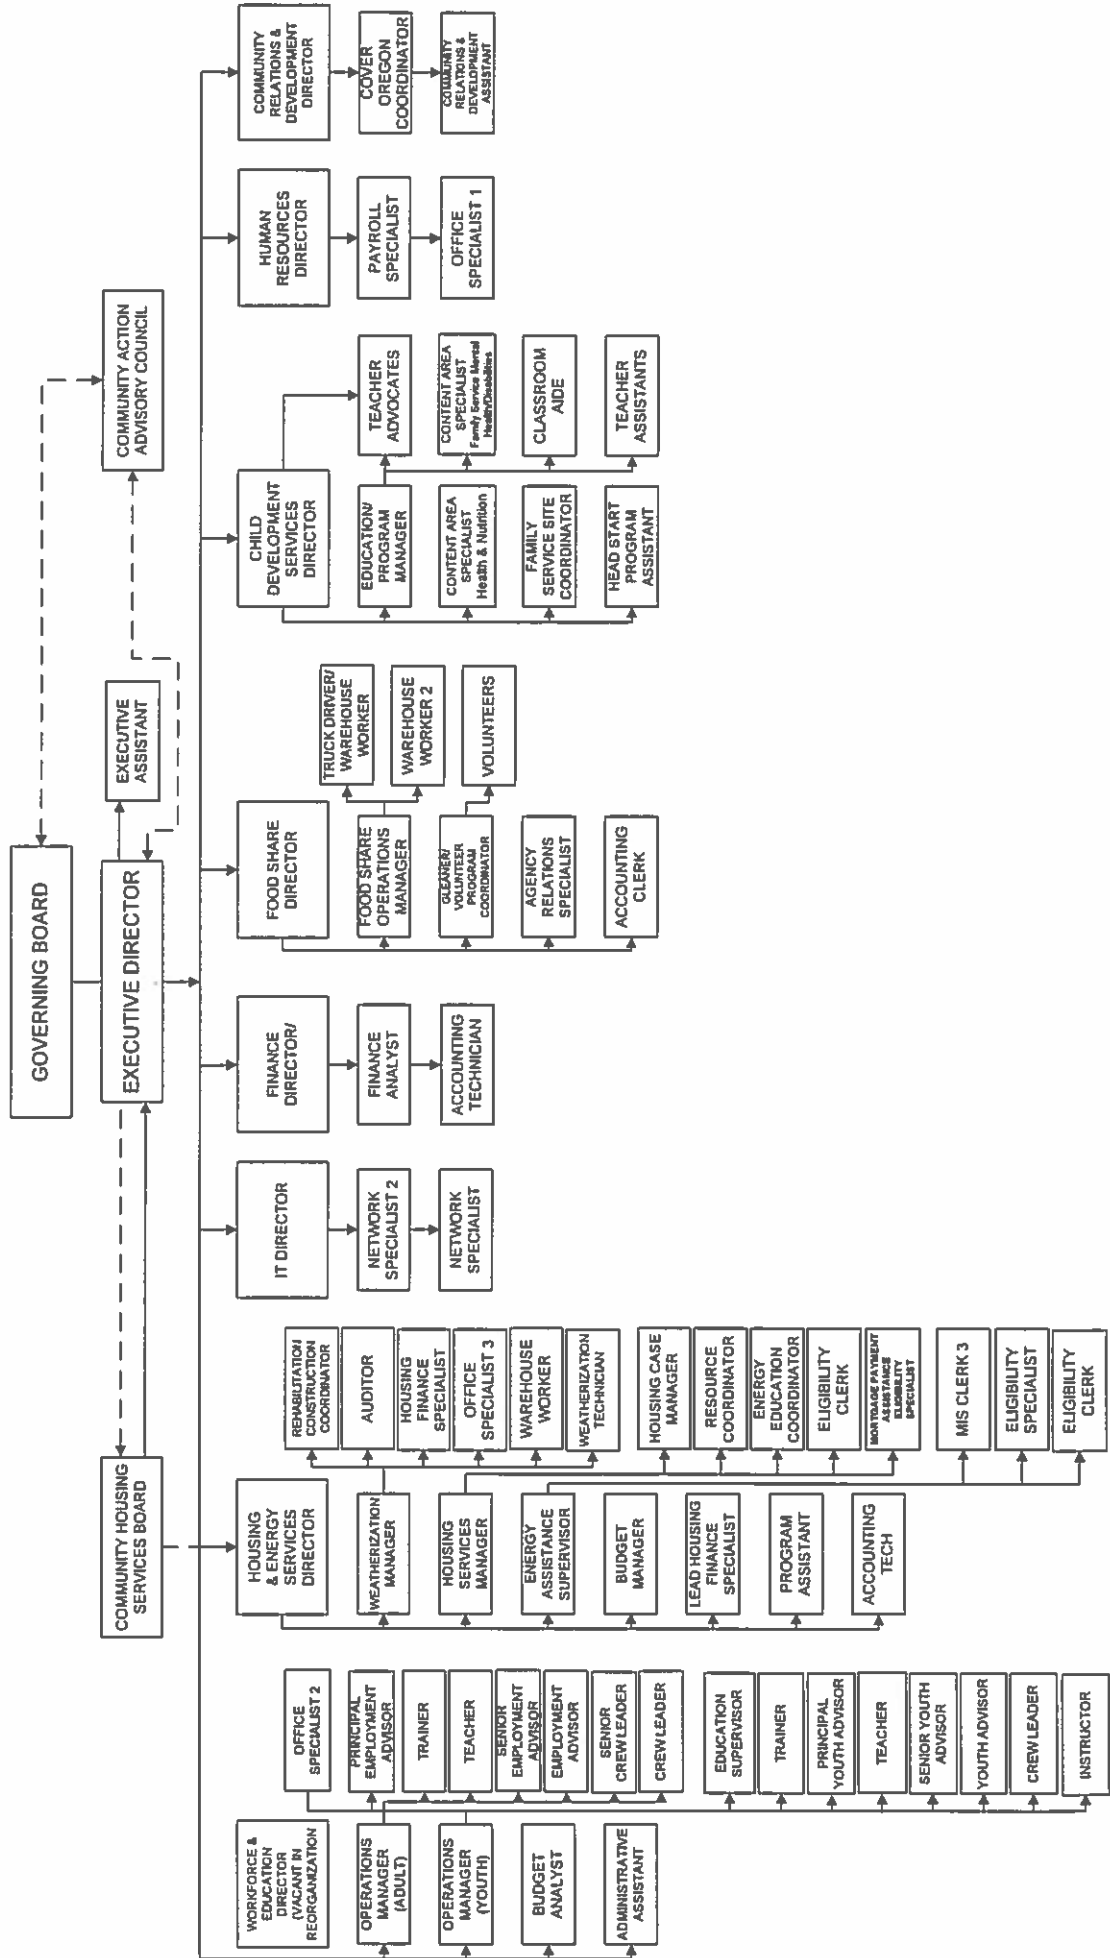 GOVERNING BOARD
EXECUTIVE DIRECTOR
EXECUTIVE
ASSISTANT
COMMUNITY HOUSING
SERVICES BOARD
COMMUNITY ACTION
ADVISORY COUNCIL
WORKFORCE &
EDUCATION
DIRECTOR
(VACANT IN
REORGANIZATION
OPERATIONS
MANAGER
(ADULT)
OPERATIONS
MANAGER
(YOUTH)
BUDGET
ANALYST
ADMINISTRATIVE
ASSISTANT
OFFICE
SPECIALIST 2
PRINCIPAL
EMPLOYMENT
ADVISOR
TRAINER
TEACHER
SENIOR
EMPLOYMENT
ADVISOR
EMPLOYMENT
ADVISOR
SENIOR
CREW LEADER
CREW LEADER
EDUCATION
SUPERVISOR
TRAINER
PRINCIPAL
YOUTH ADVISOR
TEACHER
SENIOR YOUTH
ADVISOR
YOUTH ADVISOR
CREW LEADER
INSTRUCTOR
HOUSING
& ENERGY
SERVICES
DIRECTOR
WEATHERIZATION
MANAGER
HOUSING
SERVICES
MANAGER
ENERGY
ASSISTANCE
SUPERVISOR
BUDGET
MANAGER
LEAD HOUSING
FINANCE
SPECIALIST
PROGRAM
ASSISTANT
ACCOUNTING
TECH
REHABILITATION
CONSTRUCTION
COORDINATOR
AUDITOR
HOUSING
FINANCE
SPECIALIST
OFFICE
SPECIALIST 3
WAREHOUSE
WORKER
WEATHERIZATION
TECHNICIAN
HOUSING CASE
MANAGER
RESOURCE
COORDINATOR
ENERGY
EDUCATION
COORDINATOR
ELIGIBILITY
CLERK
MORTGAGE PAYMENT
ASSISTANCE
ELIGIBILITY
SPECIALIST
MIS CLERK 3
ELIGIBILITY
SPECIALIST
ELIGIBILITY
CLERK
IT DIRECTOR
NETWORK
SPECIALIST 2
NETWORK
SPECIALIST
FINANCE
DIRECTOR/
FINANCE
ANALYST
ACCOUNTING
TECHNICIAN
FOOD SHARE
DIRECTOR
FOOD SHARE
OPERATIONS
MANAGER
GLEANER/
VOLUNTEER
PROGRAM
COORDINATOR
AGENCY
RELATIONS
SPECIALIST
ACCOUNTING
CLERK
TRUCK DRIVER/
WAREHOUSE
WORKER
WAREHOUSE
WORKER 2
VOLUNTEERS
CHILD
DEVELOPMENT
SERVICES
DIRECTOR
EDUCATION/
PROGRAM
MANAGER
CONTENT AREA
SPECIALIST
Health & Nutrition
FAMILY
SERVICE SITE
COORDINATOR
HEAD START
PROGRAM
ASSISTANT
TEACHER
ADVOCATES
CONTENT AREA
SPECIALIST
Family Service Mental
Health/Disabilities
CLASSROOM
AIDE
TEACHER
ASSISTANTS
HUMAN
RESOURCES
DIRECTOR
PAYROLL
SPECIALIST
OFFICE
SPECIALIST 1
COMMUNITY
RELATIONS &
DEVELOPMENT
DIRECTOR
COVER
OREGON
COORDINATOR
COMMUNITY
RELATIONS &
DEVELOPMENT
ASSISTANT